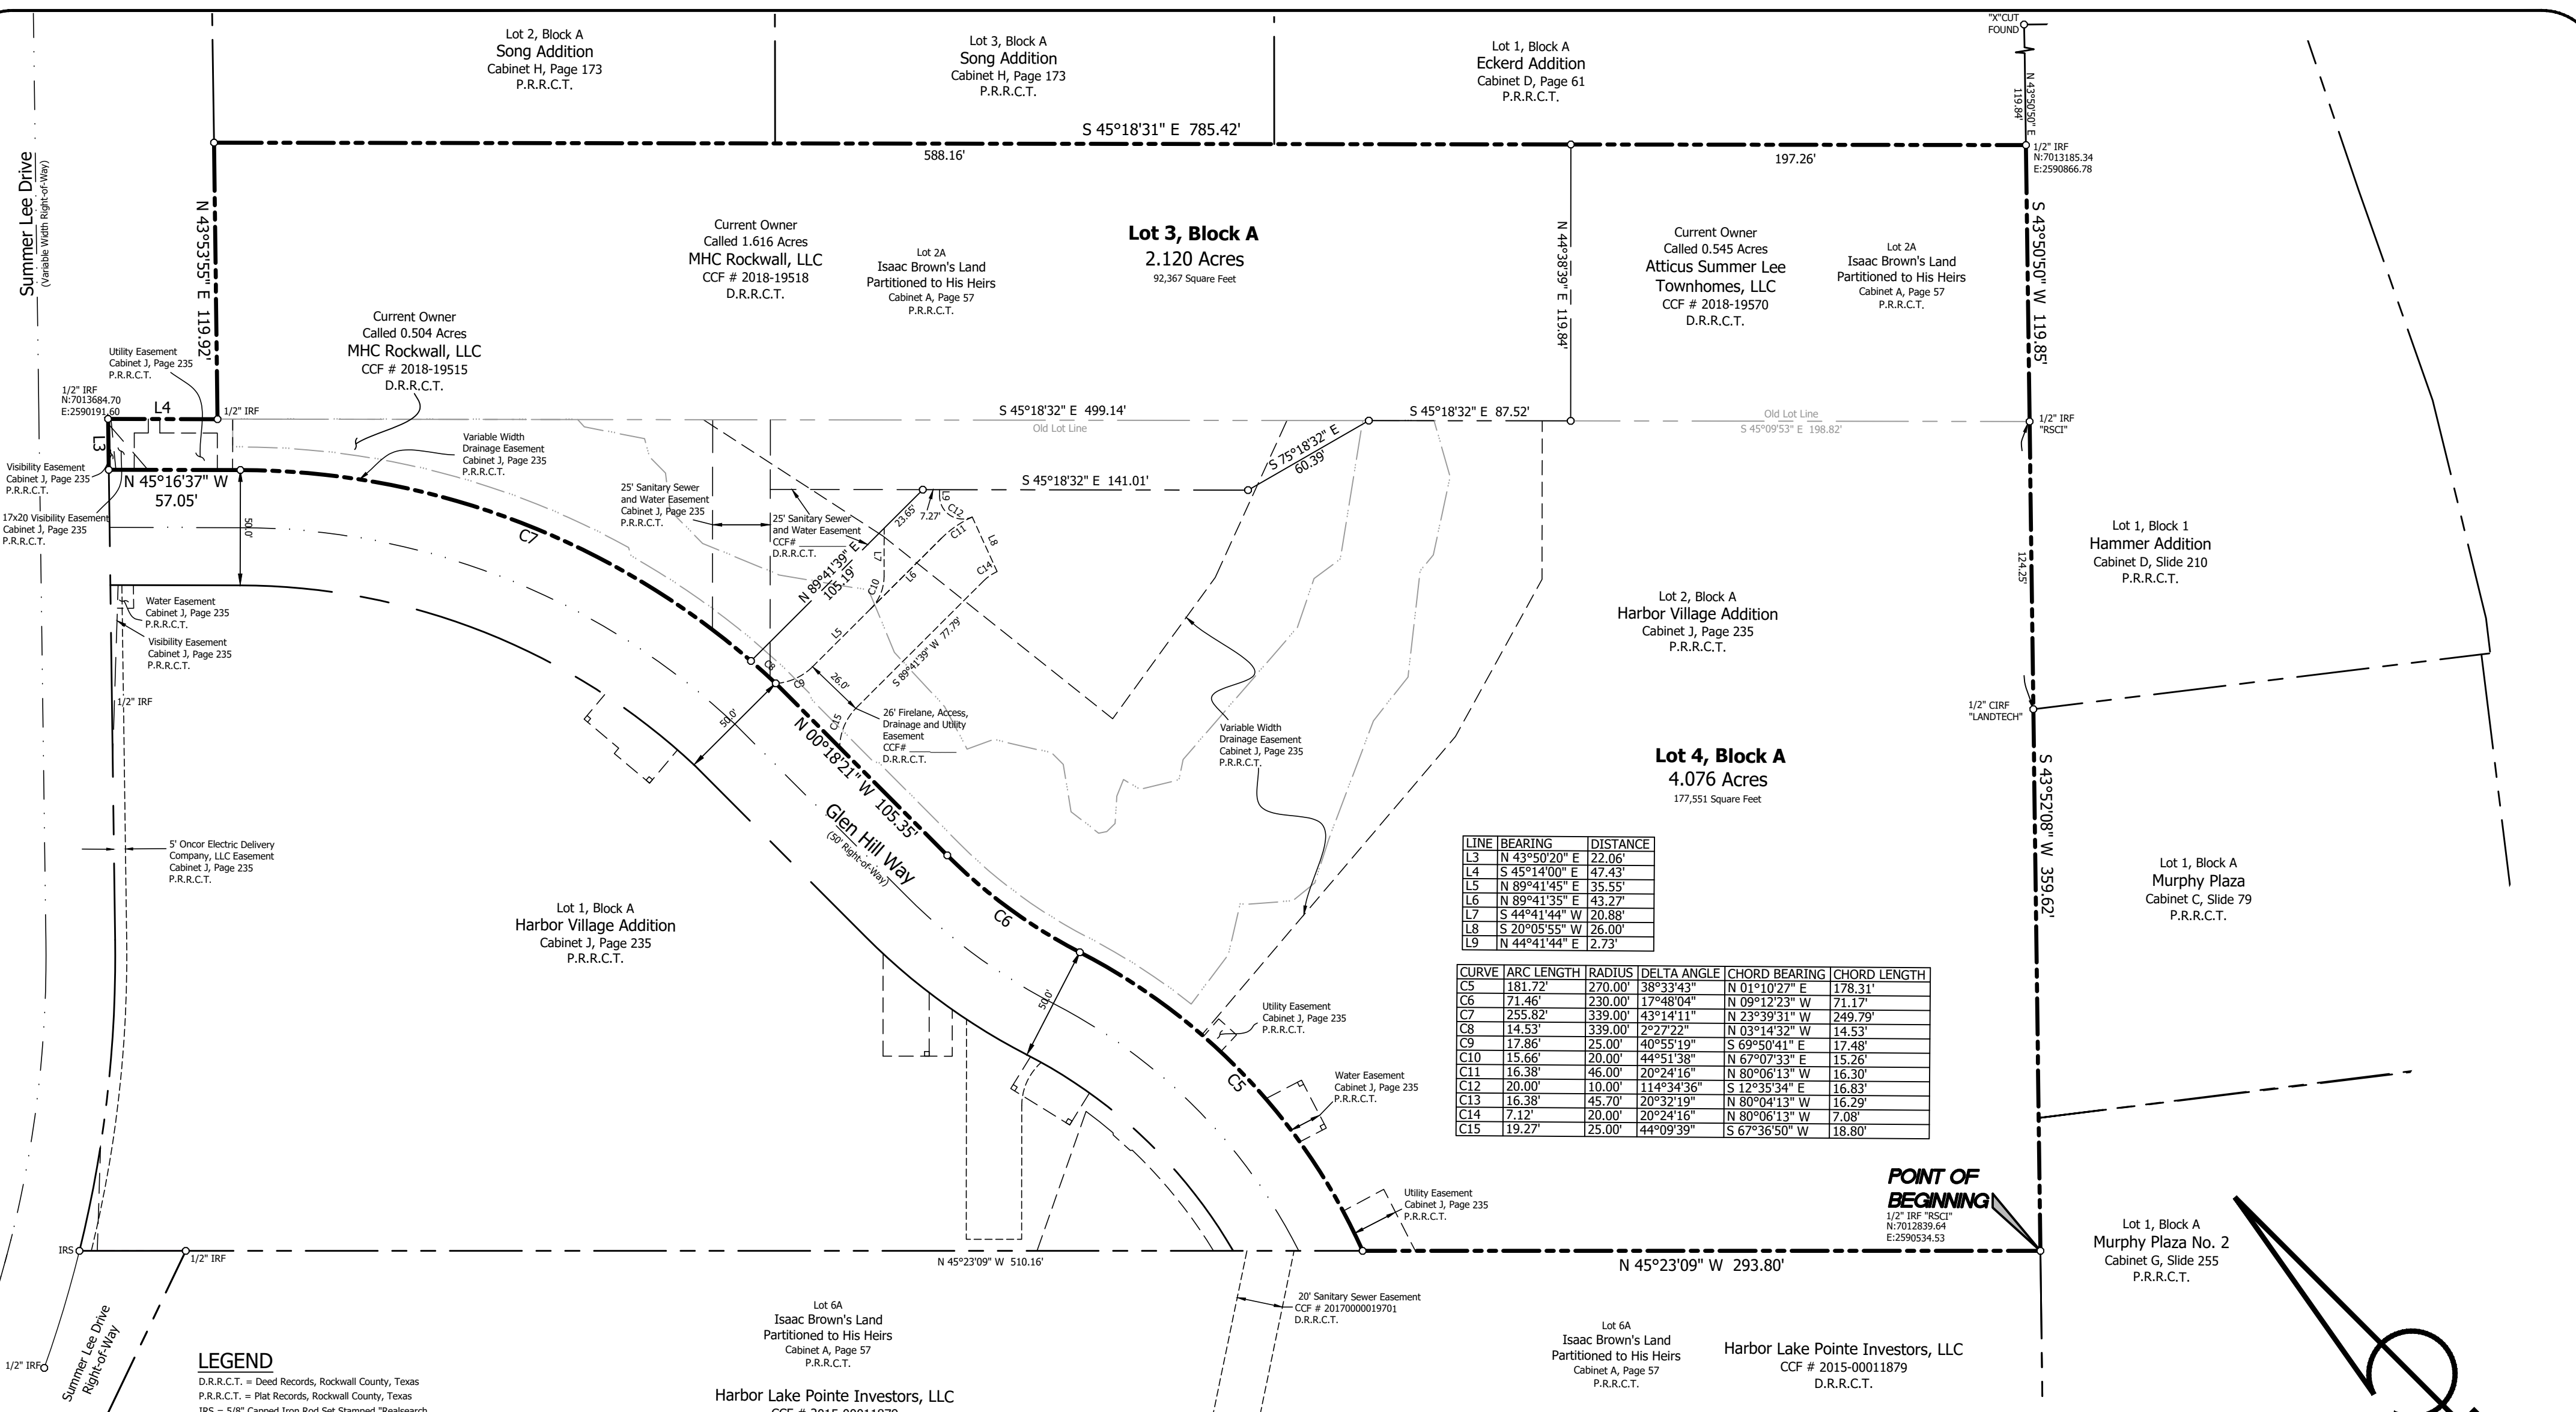 Lot 2, Block A
Song Addition
Cabinet H, Page 173
P.R.R.C.T.
Lot 3, Block A
Song Addition
Cabinet H, Page 173
P.R.R.C.T.
Lot 1, Block A
Eckerd Addition
Cabinet D, Page 61
P.R.R.C.T.
"X"CUT
FOUND
N 43°50'50" E
119.84'
S 45°18'31" E 785.42'
588.16'
197.26'
1/2" IRF
N:7013185.34
E:2590866.78
Summer Lee Drive
(Variable Width Right-of-Way)
N 43°53'55" E 119.92'
Current Owner
Called 1.616 Acres
MHC Rockwall, LLC
CCF # 2018-19518
D.R.R.C.T.
Lot 2A
Isaac Brown's Land
Partitioned to His Heirs
Cabinet A, Page 57
P.R.R.C.T.
Lot 3, Block A
2.120 Acres
92,367 Square Feet
N 44°38'39" E 119.84'
Current Owner
Called 0.545 Acres
Atticus Summer Lee
Townhomes, LLC
CCF # 2018-19570
D.R.R.C.T.
Lot 2A
Isaac Brown's Land
Partitioned to His Heirs
Cabinet A, Page 57
P.R.R.C.T.
S 43°50'50" W 119.85'
Current Owner
Called 0.504 Acres
MHC Rockwall, LLC
CCF # 2018-19515
D.R.R.C.T.
Utility Easement
Cabinet J, Page 235
P.R.R.C.T.
1/2" IRF
N:7013684.70
E:2590191.60
L4
1/2" IRF
L3
S 45°18'32" E 499.14'
Old Lot Line
S 45°18'32" E 87.52'
Old Lot Line
S 45°09'53" E 198.82'
1/2" IRF
"RSCI"
Visibility Easement
Cabinet J, Page 235
P.R.R.C.T.
N 45°16'37" W
57.05'
17x20 Visibility Easement
Cabinet J, Page 235
P.R.R.C.T.
50.0'
Variable Width
Drainage Easement
Cabinet J, Page 235
P.R.R.C.T.
C7
25' Sanitary Sewer
and Water Easement
Cabinet J, Page 235
P.R.R.C.T.
25' Sanitary Sewer
and Water Easement
CCF# ________
D.R.R.C.T.
S 45°18'32" E 141.01'
S 75°18'32" E
60.39'
23.65'
7.27'
L9
C12
C11
L8
C14
L7
L6
C10
N 89°41'39" E
105.19'
L5
S 89°41'39" W 77.79'
C8
C9
26.0'
C15
26' Firelane, Access,
Drainage and Utility
Easement
CCF# ________
D.R.R.C.T.
Water Easement
Cabinet J, Page 235
P.R.R.C.T.
Visibility Easement
Cabinet J, Page 235
P.R.R.C.T.
1/2" IRF
50.0'
N 00°18'21" W 105.35'
Glen Hill Way
(50' Right-of-Way)
Variable Width
Drainage Easement
Cabinet J, Page 235
P.R.R.C.T.
Lot 2, Block A
Harbor Village Addition
Cabinet J, Page 235
P.R.R.C.T.
124.25'
Lot 1, Block 1
Hammer Addition
Cabinet D, Slide 210
P.R.R.C.T.
1/2" CIRF
"LANDTECH"
Lot 4, Block A
4.076 Acres
177,551 Square Feet
S 43°52'08" W 359.62'
5' Oncor Electric Delivery
Company, LLC Easement
Cabinet J, Page 235
P.R.R.C.T.
Lot 1, Block A
Harbor Village Addition
Cabinet J, Page 235
P.R.R.C.T.
C6
50.0'
LINE BEARING DISTANCE
L3 N 43°50'20" E 22.06'
L4 S 45°14'00" E 47.43'
L5 N 89°41'45" E 35.55'
L6 N 89°41'35" E 43.27'
L7 S 44°41'44" W 20.88'
L8 S 20°05'55" W 26.00'
L9 N 44°41'44" E 2.73'
CURVE ARC LENGTH RADIUS DELTA ANGLE CHORD BEARING CHORD LENGTH
C5 181.72' 270.00' 38°33'43" N 01°10'27" E 178.31'
C6 71.46' 230.00' 17°48'04" N 09°12'23" W 71.17'
C7 255.82' 339.00' 43°14'11" N 23°39'31" W 249.79'
C8 14.53' 339.00' 2°27'22" N 03°14'32" W 14.53'
C9 17.86' 25.00' 40°55'19" S 69°50'41" E 17.48'
C10 15.66' 20.00' 44°51'38" N 67°07'33" E 15.26'
C11 16.38' 46.00' 20°24'16" N 80°06'13" W 16.30'
C12 20.00' 10.00' 114°34'36" S 12°35'34" E 16.83'
C13 16.38' 45.70' 20°32'19" N 80°04'13" W 16.29'
C14 7.12' 20.00' 20°24'16" N 80°06'13" W 7.08'
C15 19.27' 25.00' 44°09'39" S 67°36'50" W 18.80'
Lot 1, Block A
Murphy Plaza
Cabinet C, Slide 79
P.R.R.C.T.
Utility Easement
Cabinet J, Page 235
P.R.R.C.T.
C5
Water Easement
Cabinet J, Page 235
P.R.R.C.T.
Utility Easement
Cabinet J, Page 235
P.R.R.C.T.
POINT OF
BEGINNING
1/2" IRF "RSCI"
N:7012839.64
E:2590534.53
Lot 1, Block A
Murphy Plaza No. 2
Cabinet G, Slide 255
P.R.R.C.T.
IRS
1/2" IRF
N 45°23'09" W 510.16'
N 45°23'09" W 293.80'
20' Sanitary Sewer Easement
CCF # 20170000019701
D.R.R.C.T.
Lot 6A
Isaac Brown's Land
Partitioned to His Heirs
Cabinet A, Page 57
P.R.R.C.T.
Harbor Lake Pointe Investors, LLC
CCF # 2015-00011879
Lot 6A
Isaac Brown's Land
Partitioned to His Heirs
Cabinet A, Page 57
P.R.R.C.T.
Harbor Lake Pointe Investors, LLC
CCF # 2015-00011879
D.R.R.C.T.
1/2" IRF
Summer Lee Drive
Right-of-Way
LEGEND
D.R.R.C.T. = Deed Records, Rockwall County, Texas
P.R.R.C.T. = Plat Records, Rockwall County, Texas
IRS = 5/8" Capped Iron Rod Set Stamped "Realsearch